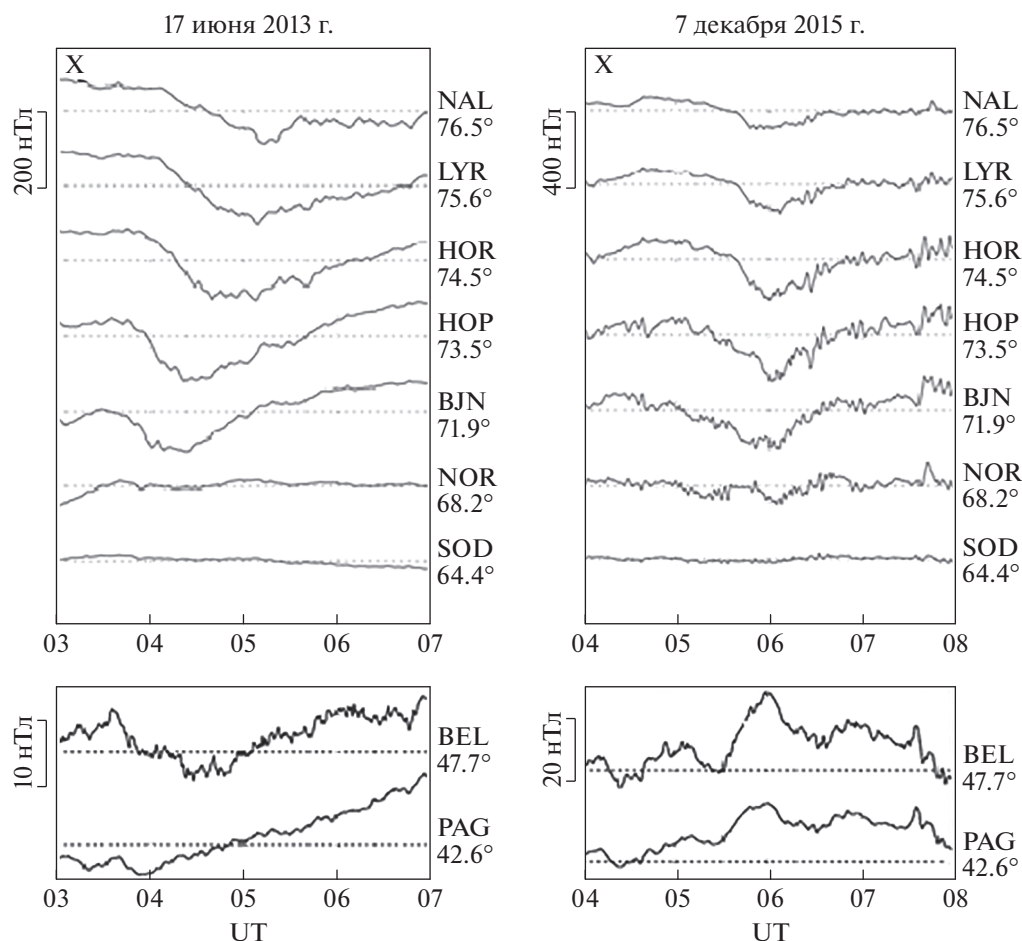 17 июня 2013 г.
X
200 нТл
NAL
76.5°
LYR
75.6°
HOR
74.5°
HOP
73.5°
BJN
71.9°
NOR
68.2°
SOD
64.4°
03 04 05 06 07
10 нТл
BEL
47.7°
PAG
42.6°
03 04 05 06 07
UT
7 декабря 2015 г.
X
400 нТл
NAL
76.5°
LYR
75.6°
HOR
74.5°
HOP
73.5°
BJN
71.9°
NOR
68.2°
SOD
64.4°
04 05 06 07 08
20 нТл
BEL
47.7°
PAG
42.6°
04 05 06 07 08
UT